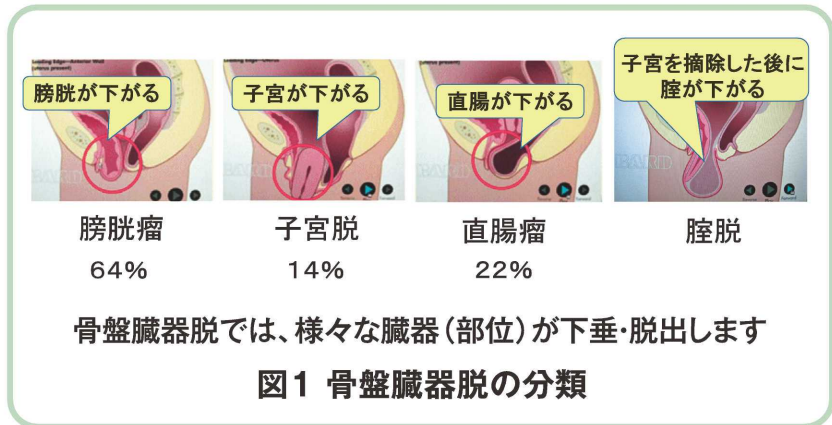 膀胱が下がる
子宮が下がる
直腸が下がる
子宮を摘除した後に
腟が下がる
膀胱瘤
子宮脱
直腸瘤
腟脱
64%
14%
22%
骨盤臓器脱では、様々な臓器(部位)が下垂・脱出します
図1 骨盤臓器脱の分類